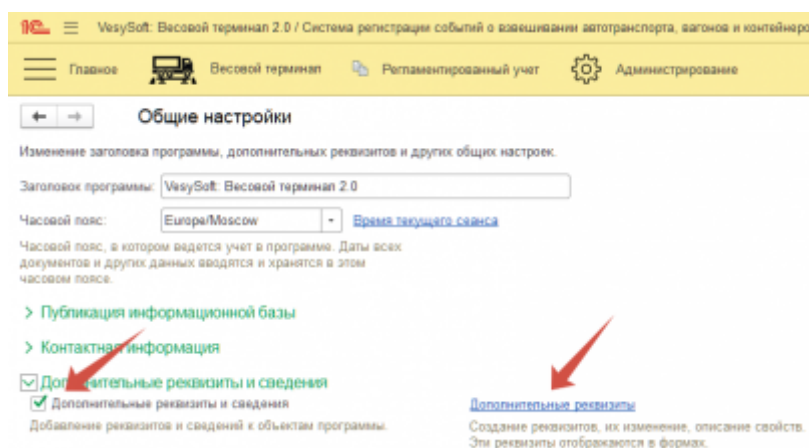 1С VesySoft: Весовой терминал 2.0 / Система регистрации событий о взвешивании автотранспорта, вагонов и контейнеро
Главное Весовой терминал Регламентированный учет Администрирование
Общие настройки
Изменение заголовка программы, дополнительных реквизитов и других общих настроек.
Заголовок программы: VesySoft: Весовой терминал 2.0
Часовой пояс: Europe/Moscow Время текущего сеанса
Часовой пояс, в котором ведется учет в программе. Даты всех
документов и других данных вводятся и хранятся в этом
часовом поясе.
Публикация информационной базы
Контактная информация
Дополнительные реквизиты и сведения
Дополнительные реквизиты и сведения Дополнительные реквизиты
Добавление реквизитов и сведений к объектам программы. Создание реквизитов, их изменение, описание свойств.
Эти реквизиты отображаются в формах.